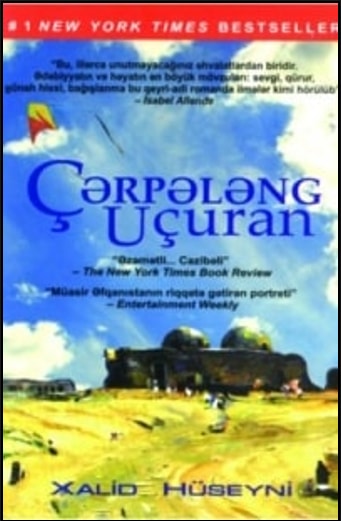 # 1 NEW YORK TIMES BESTSELLER
"Bu, illərcə unutmayacağınız əhvalatlardan biridir.
Ədəbiyyatın və həyatın ən böyük mövzuları: sevgi, qürur,
günah hissi, bağışlanma bu qeyri-adi romanda ilmələr kimi hörülüb"
– Isabel Allende
ÇƏRPƏLƏNG
Uçuran
"Əzəmətli... Cazibəli"
– The New York Times Book Review
"Müasir Əfqanıstanın riqqətə gətirən portreti"
– Entertainment Weekly
XALİD HÜSEYNİ